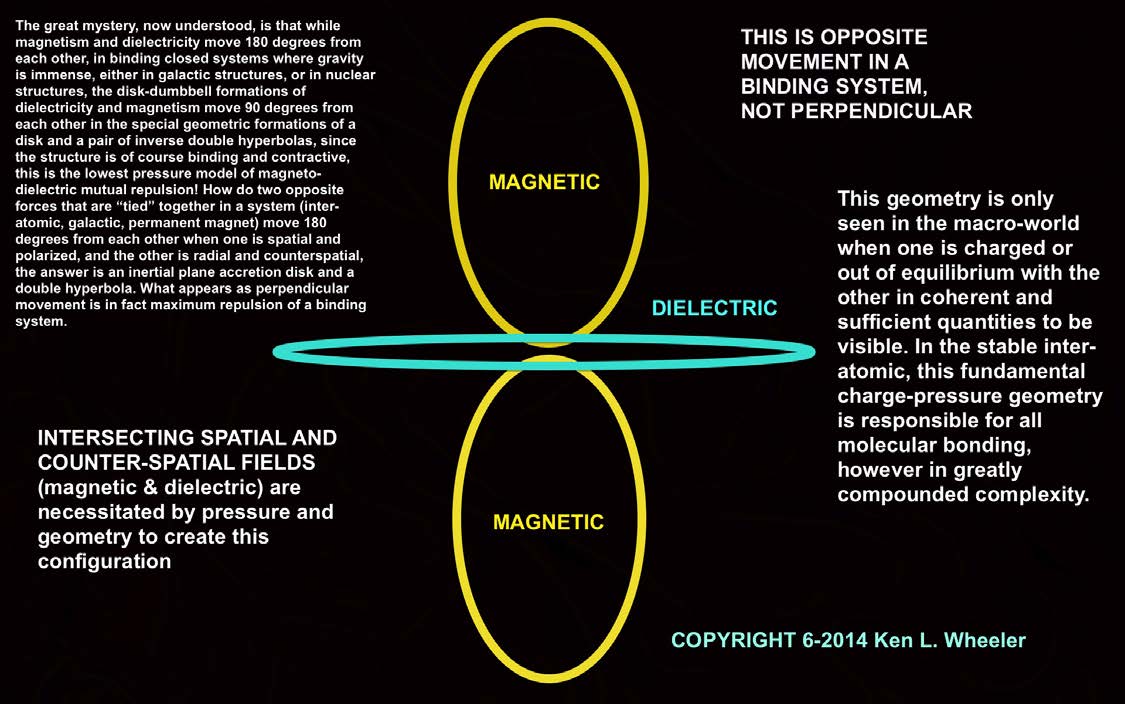 The great mystery, now understood, is that while
magnetism and dielectricity move 180 degrees from
each other, in binding closed systems where gravity
is immense, either in galactic structures, or in nuclear
structures, the disk-dumbbell formations of
dielectricity and magnetism move 90 degrees from
each other in the special geometric formations of a
disk and a pair of inverse double hyperbolas, since
the structure is of course binding and contractive,
this is the lowest pressure model of magneto-
dielectric mutual repulsion! How do two opposite
forces that are “tied” together in a system (inter-
atomic, galactic, permanent magnet) move 180
degrees from each other when one is spatial and
polarized, and the other is radial and counterspatial,
the answer is an inertial plane accretion disk and a
double hyperbola. What appears as perpendicular
movement is in fact maximum repulsion of a binding
system.
THIS IS OPPOSITE
MOVEMENT IN A
BINDING SYSTEM,
NOT PERPENDICULAR
MAGNETIC
This geometry is only
seen in the macro-world
when one is charged or
out of equilibrium with the
other in coherent and
sufficient quantities to be
visible. In the stable inter-
atomic, this fundamental
charge-pressure geometry
is responsible for all
molecular bonding,
however in greatly
compounded complexity.
DIELECTRIC
INTERSECTING SPATIAL AND
COUNTER-SPATIAL FIELDS
(magnetic & dielectric) are
necessitated by pressure and
geometry to create this
configuration
MAGNETIC
COPYRIGHT 6-2014 Ken L. Wheeler